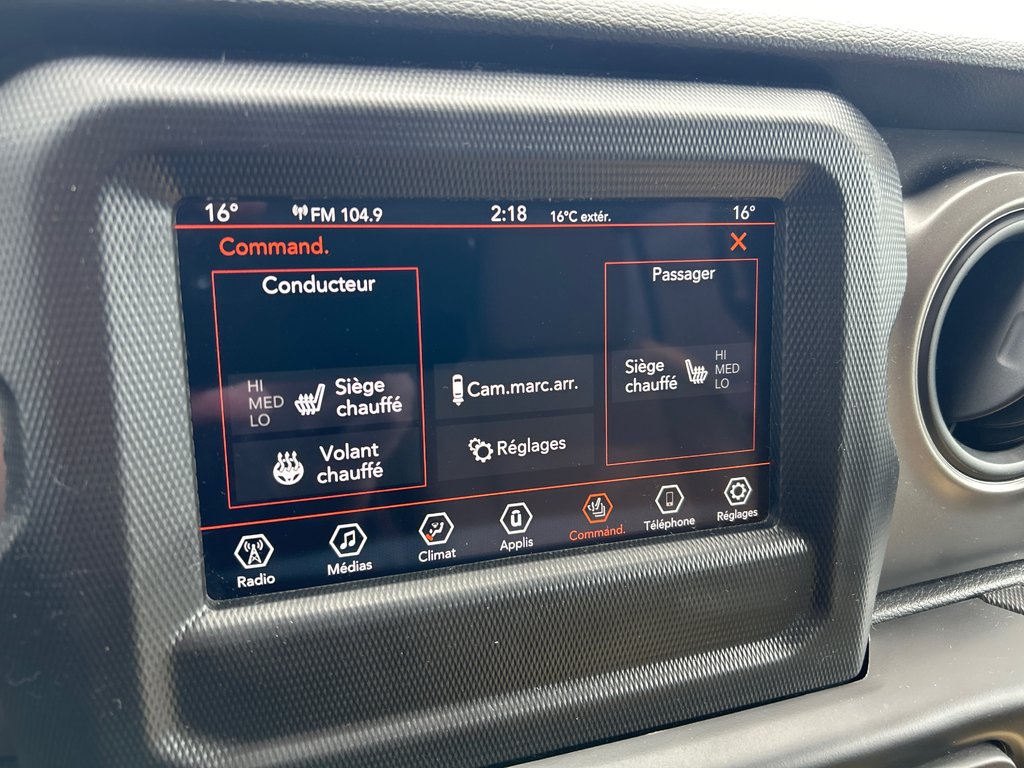 16° FM 104.9 2:18 16°C extér. 16°
Command. X
Conducteur
Passager
HI
MED
LO
Siège
chauffé
Volant
chauffé
Cam.marc.arr.
Réglages
Siège
chauffé
HI
MED
LO
Radio
Médias
Climat
Applis
Command.
Téléphone
Réglages